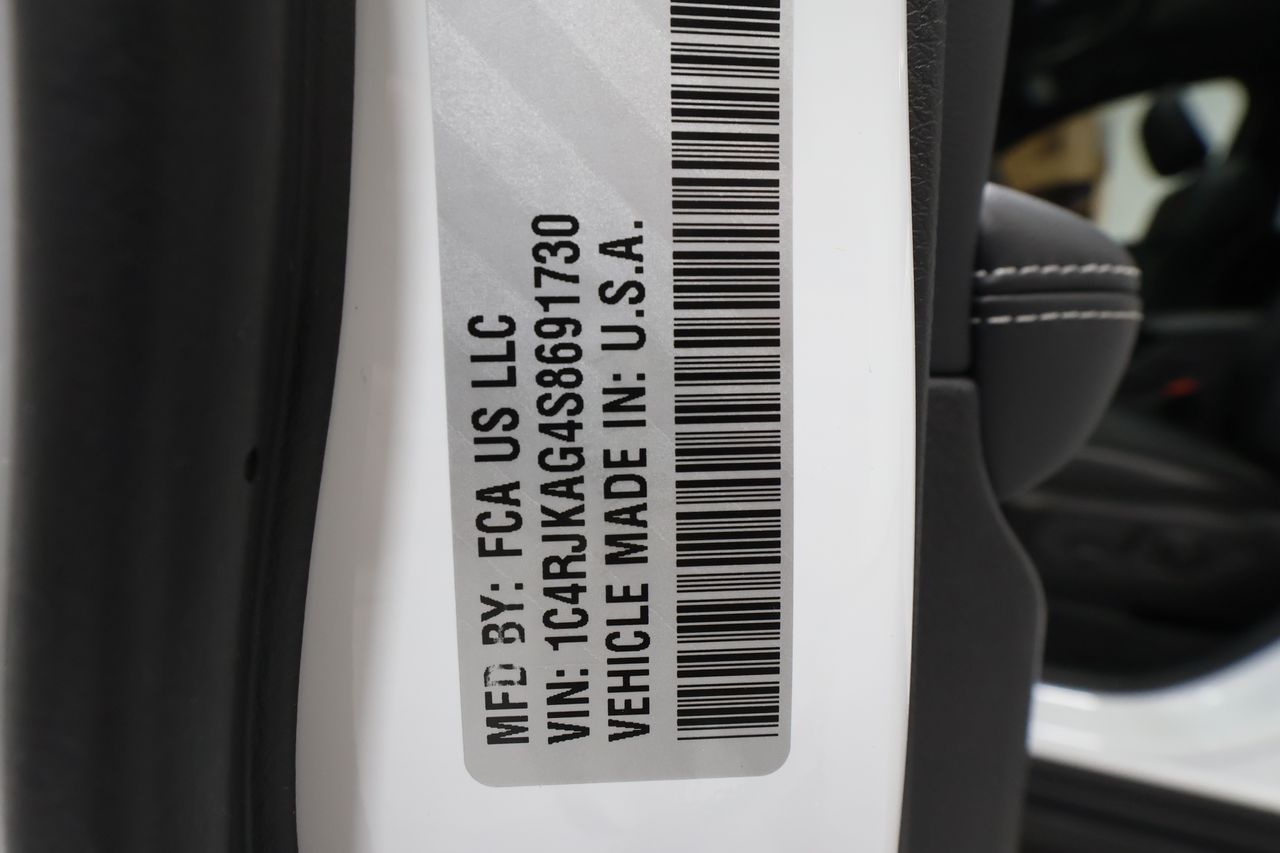 MFD BY: FCA US LLC
VIN: 1C4RJKAG4S8691730
VEHICLE MADE IN: U.S.A.